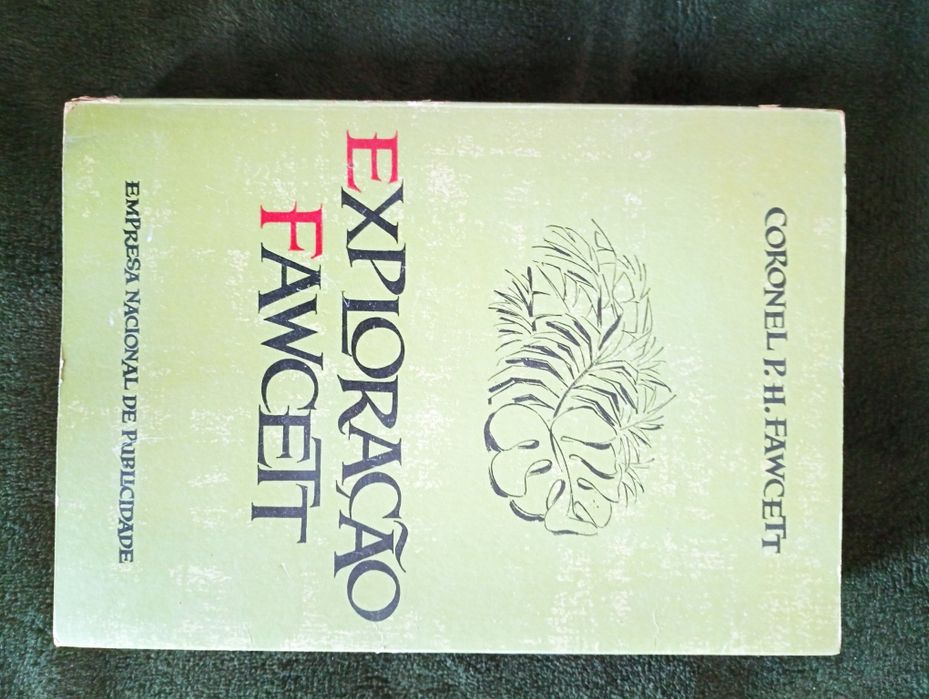 CORONEL P.H. FAWCETT
EXPLORAÇÃO
FAWCETT
EMPRESA NACIONAL DE PUBLICIDADE